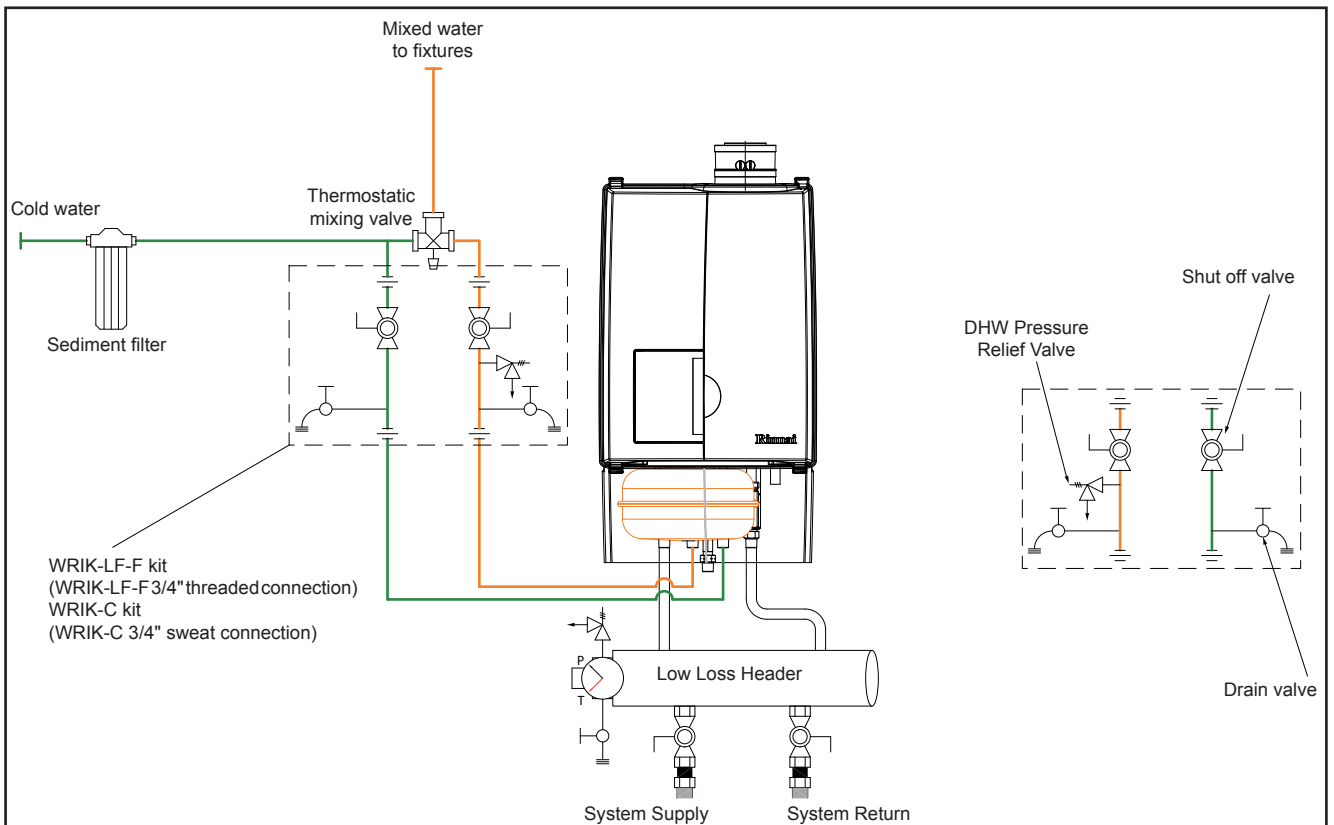 Mixed water
to fixtures
Thermostatic
mixing valve
Cold water
Sediment filter
Shut off valve
DHW Pressure
Relief Valve
Rinnai
WRIK-LF-F kit
(WRIK-LF-F 3/4" threaded connection)
WRIK-C kit
(WRIK-C 3/4" sweat connection)
P
T
Low Loss Header
Drain valve
System Supply
System Return